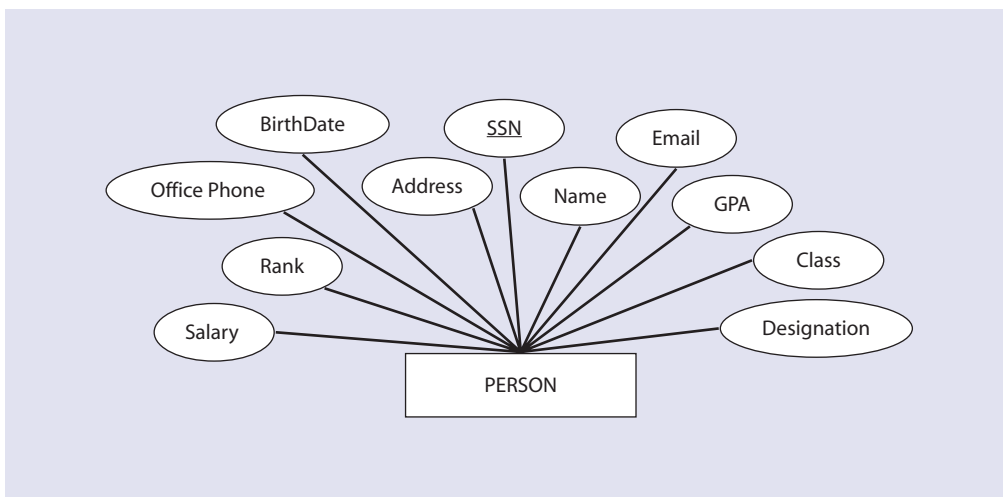 BirthDate
SSN
Email
Office Phone
Address
Name
GPA
Rank
Class
Salary
Designation
PERSON